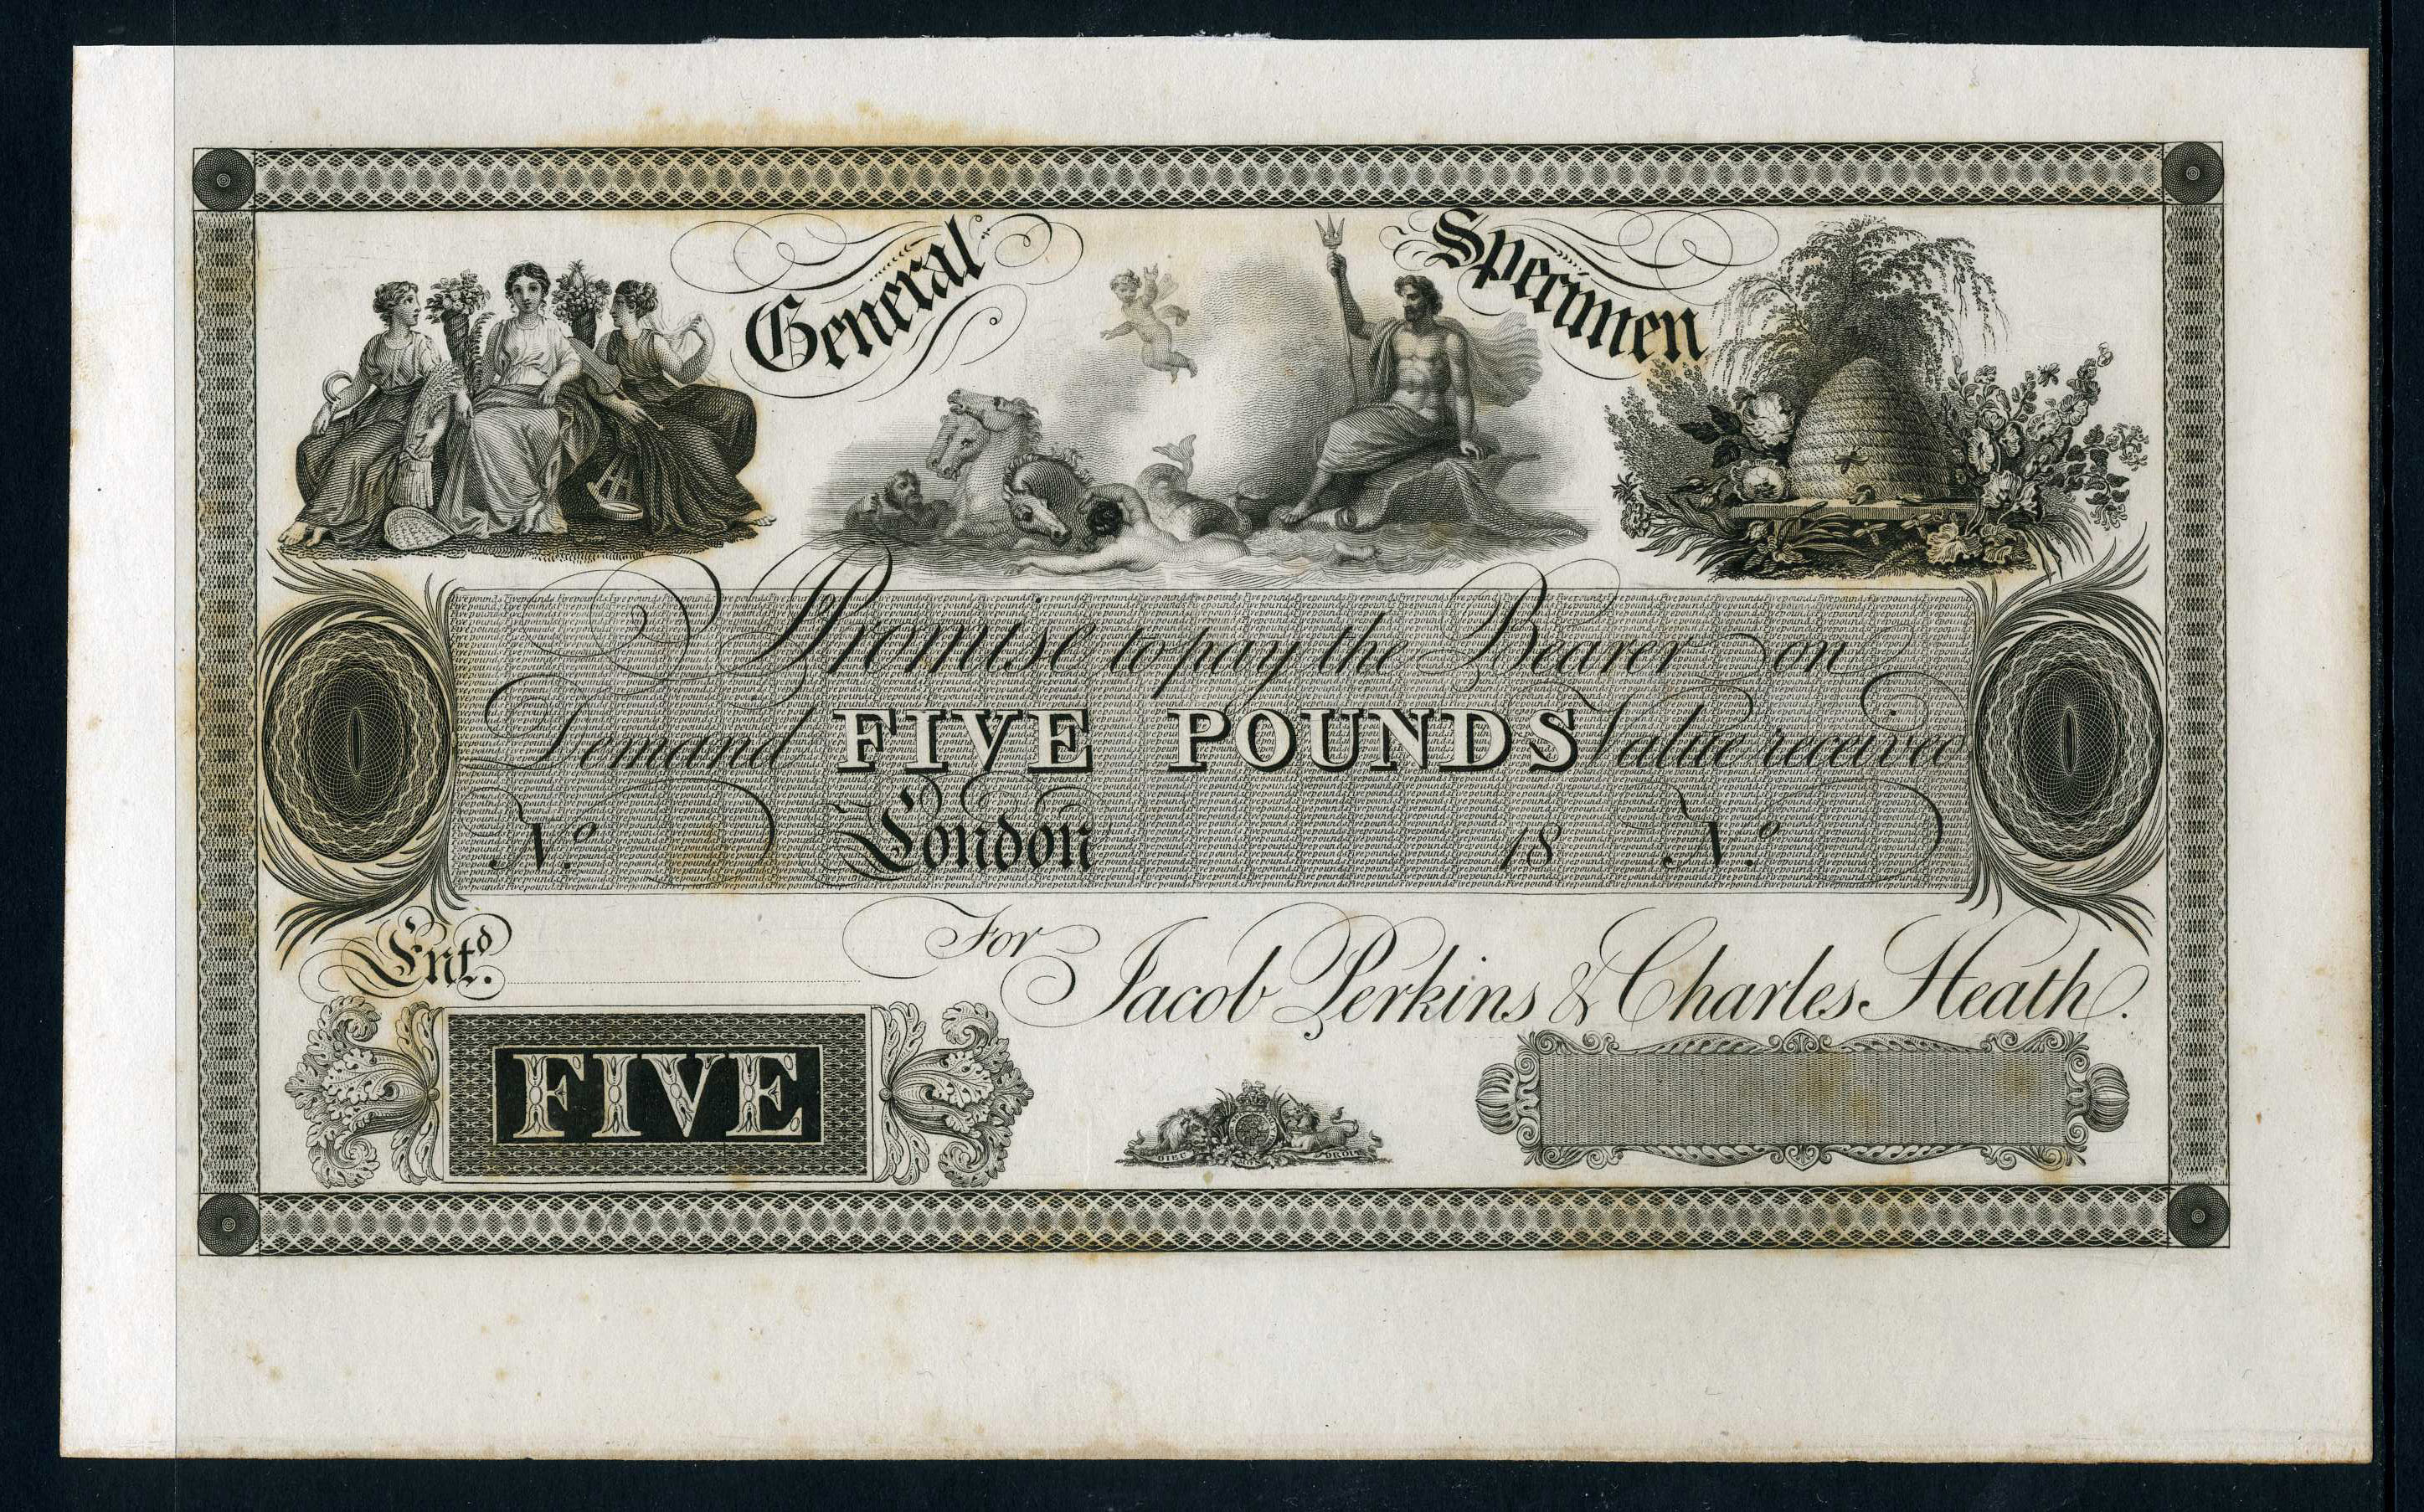 General Specimen
I Promise to pay the Bearer on
Demand FIVE POUNDS Value received
No. London 18 No.
Entd.
For Jacob Perkins & Charles Heath.
FIVE